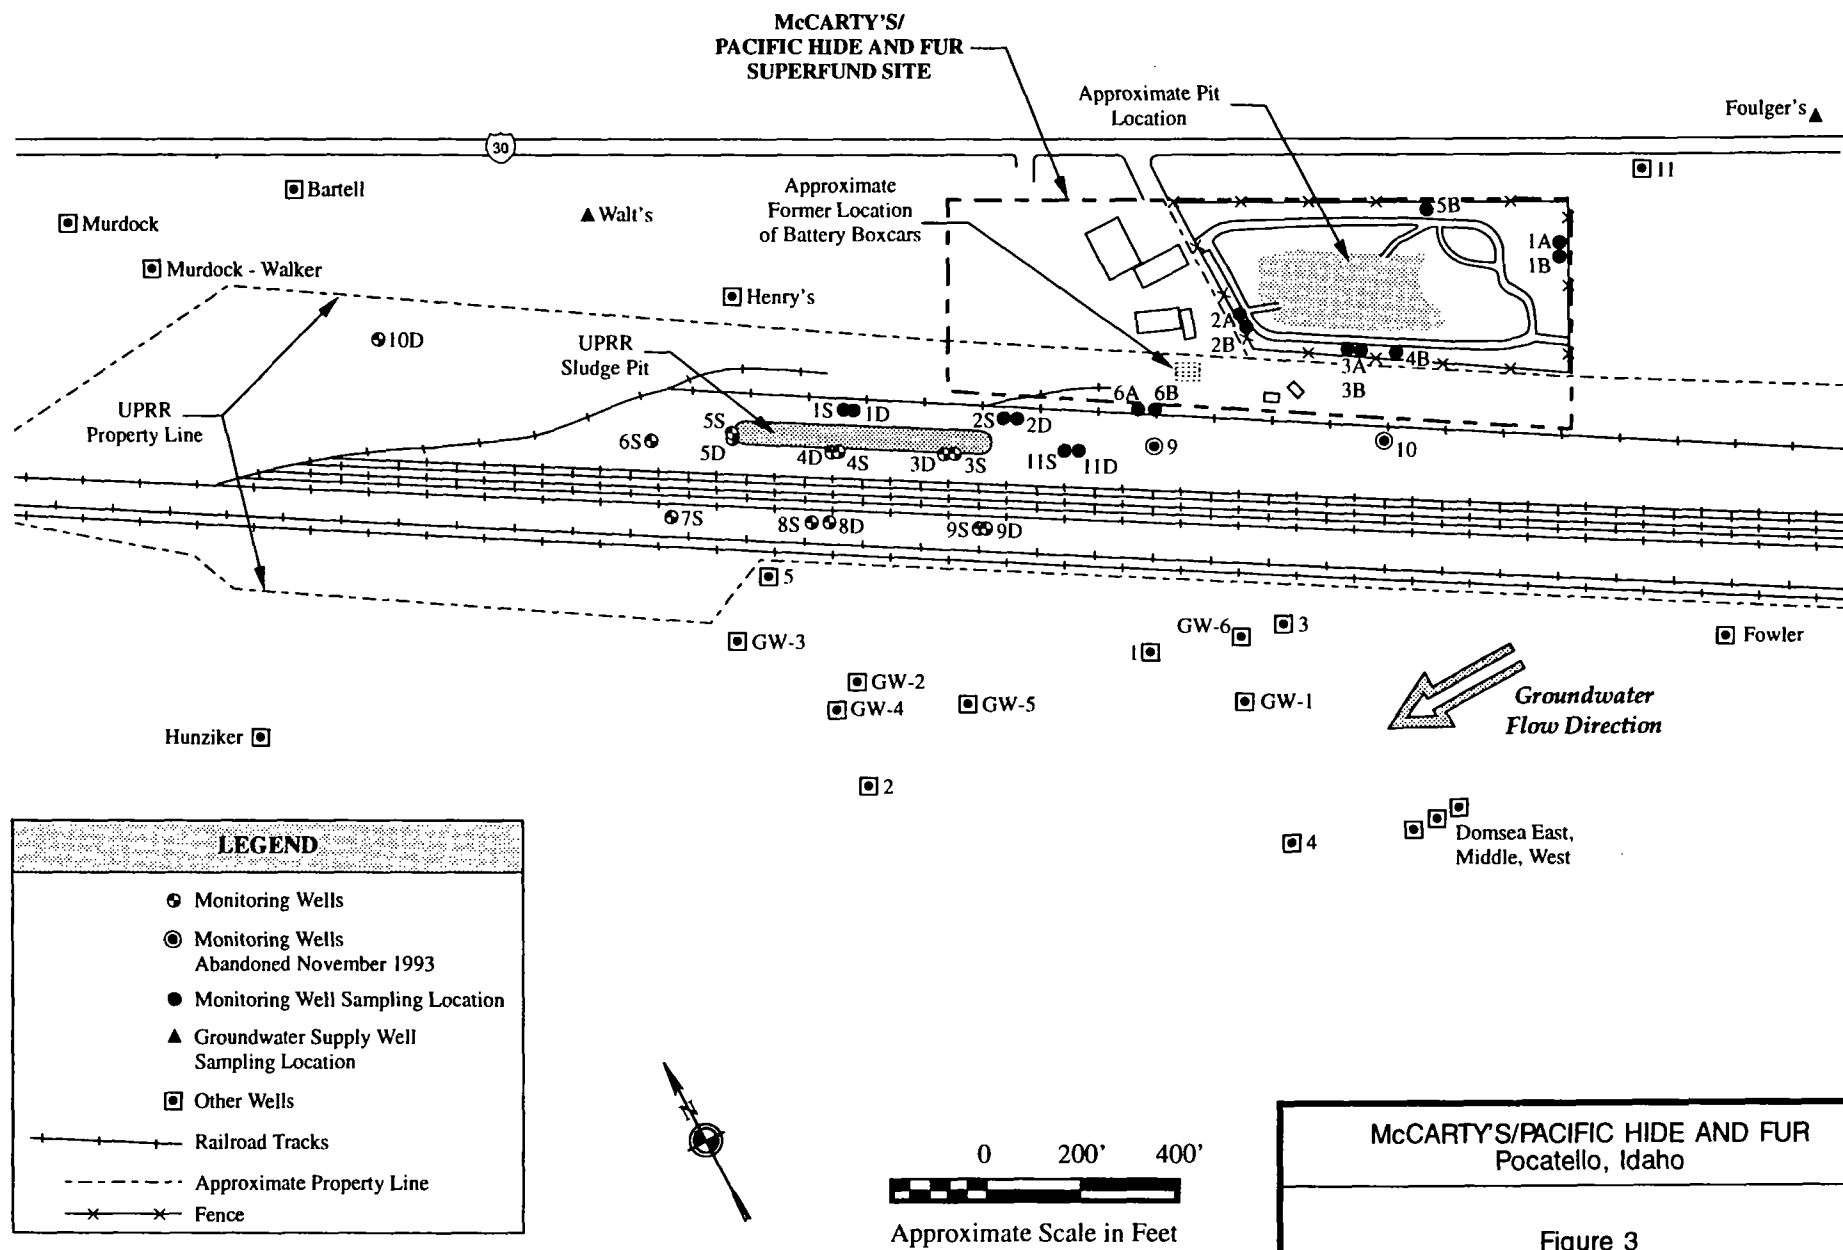 McCARTY'S/
PACIFIC HIDE AND FUR
SUPERFUND SITE
Approximate Pit
Location
Foulger's
30
11
Bartell
Approximate
Former Location
of Battery Boxcars
Murdock
Walt's
5B
1A
1B
Murdock - Walker
Henry's
2A
2B
10D
UPRR
Sludge Pit
3A
4B
3B
UPRR
Property Line
1S 1D
6A 6B
2S 2D
5S
6S
5D
4D 4S
3D 3S
11S 11D
9
10
7S
8S 8D
9S 9D
5
GW-3
GW-6
3
1
Fowler
GW-2
GW-4
GW-5
GW-1
Groundwater
Flow Direction
Hunziker
2
4
Domsea East,
Middle, West
LEGEND
Monitoring Wells
Monitoring Wells
Abandoned November 1993
Monitoring Well Sampling Location
Groundwater Supply Well
Sampling Location
Other Wells
Railroad Tracks
Approximate Property Line
Fence
N
0 200' 400'
Approximate Scale in Feet
McCARTY'S/PACIFIC HIDE AND FUR
Pocatello, Idaho
Figure 3